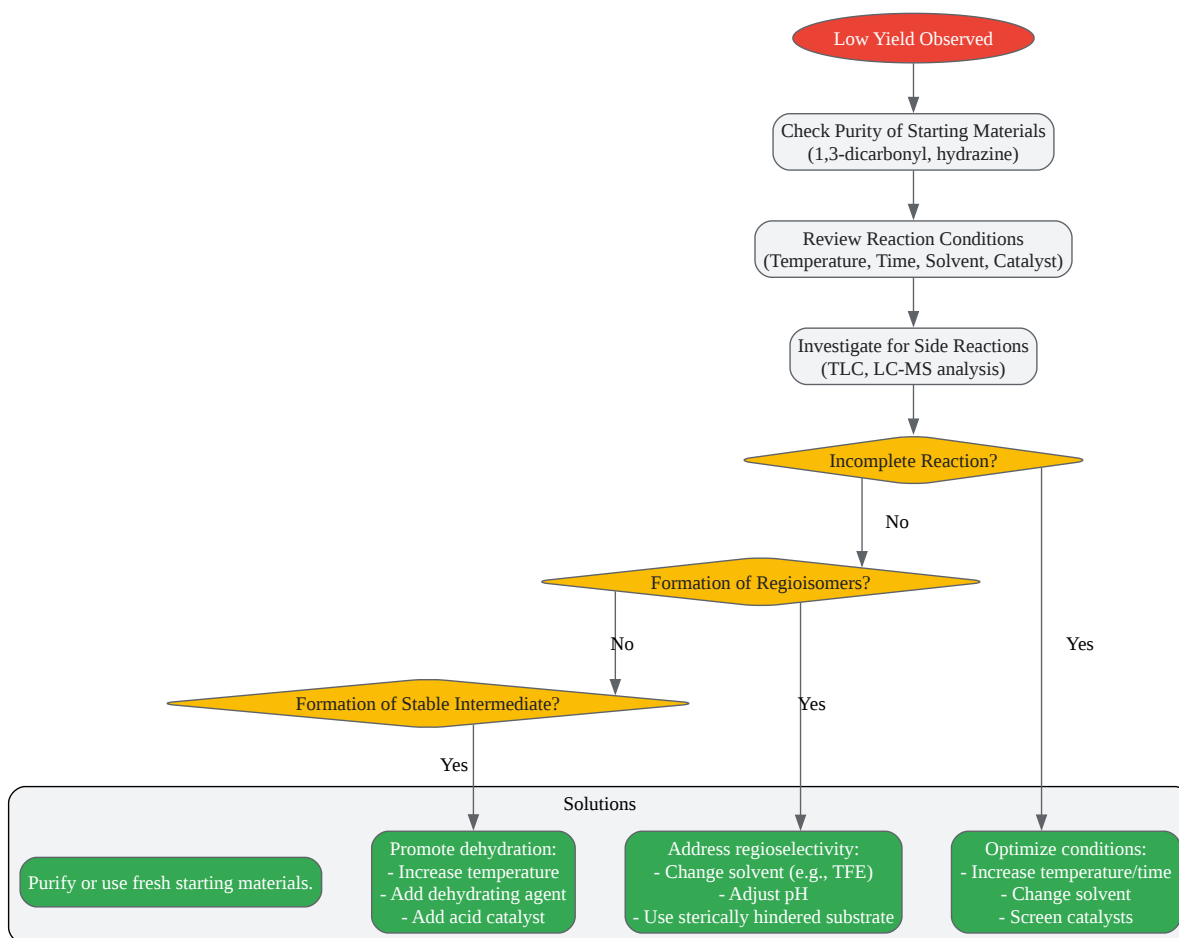 Low Yield Observed
Check Purity of Starting Materials
(1,3-dicarbonyl, hydrazine)
Review Reaction Conditions
(Temperature, Time, Solvent, Catalyst)
Investigate for Side Reactions
(TLC, LC-MS analysis)
Incomplete Reaction?
No
Formation of Regioisomers?
No
Yes
Formation of Stable Intermediate?
Yes
Yes
Solutions
Purify or use fresh starting materials.
Promote dehydration:
- Increase temperature
- Add dehydrating agent
- Add acid catalyst
Address regioselectivity:
- Change solvent (e.g., TFE)
- Adjust pH
- Use sterically hindered substrate
Optimize conditions:
- Increase temperature/time
- Change solvent
- Screen catalysts